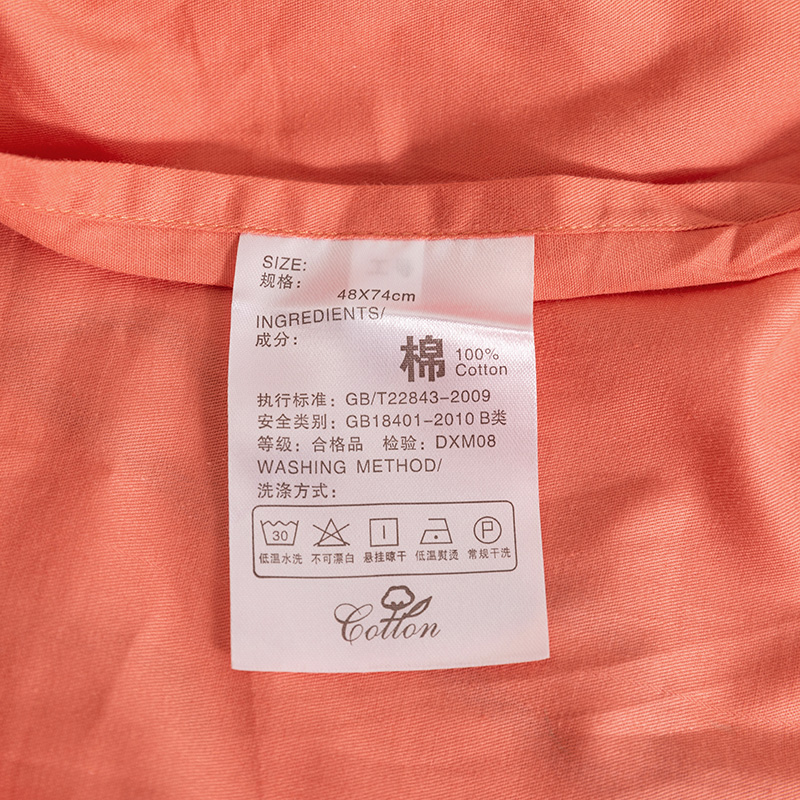 SIZE:
规格：
48X74cm
INGREDIENTS/
成分：
棉 100% Cotton
执行标准：GB/T22843-2009
安全类别：GB18401-2010 B类
等级：合格品 检验：DXM08
WASHING METHOD/
洗涤方式：
30 P
低温水洗 不可漂白 悬挂晾干 低温熨烫 常规干洗
Cotton